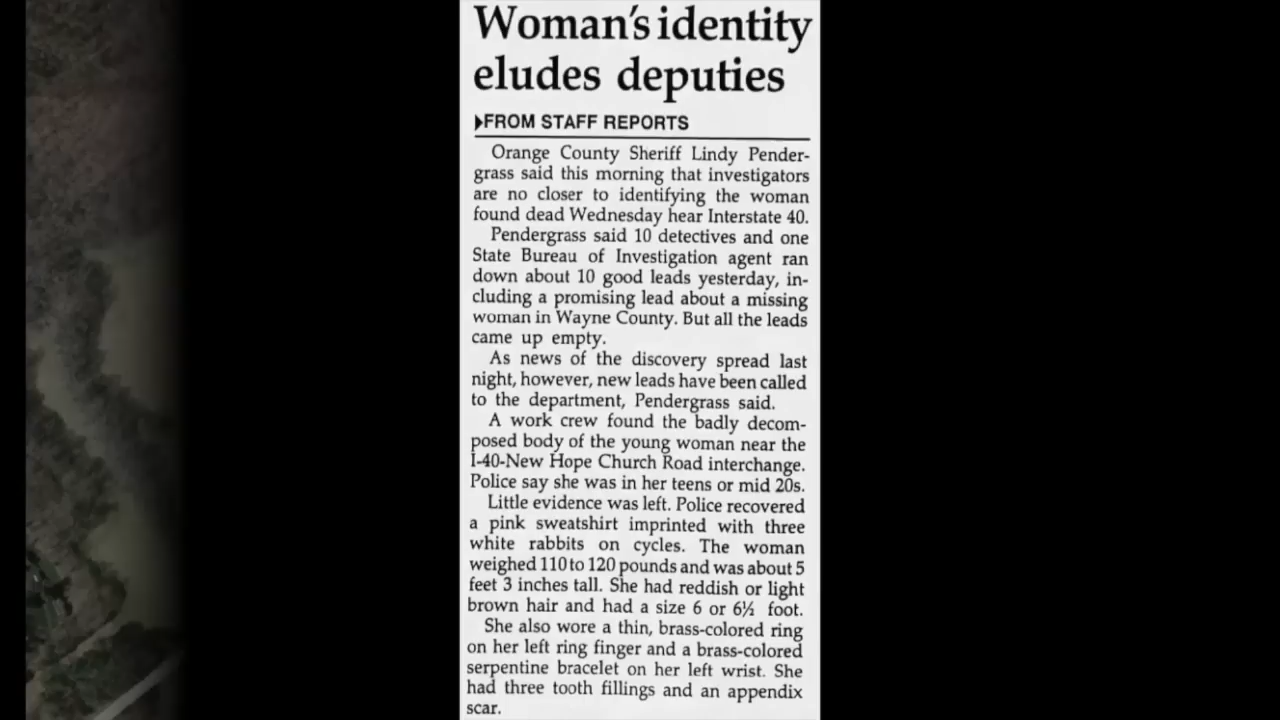 Woman's identity
eludes deputies
▶FROM STAFF REPORTS
Orange County Sheriff Lindy Pender-
grass said this morning that investigators
are no closer to identifying the woman
found dead Wednesday hear Interstate 40.
Pendergrass said 10 detectives and one
State Bureau of Investigation agent ran
down about 10 good leads yesterday, in-
cluding a promising lead about a missing
woman in Wayne County. But all the leads
came up empty.
As news of the discovery spread last
night, however, new leads have been called
to the department, Pendergrass said.
A work crew found the badly decom-
posed body of the young woman near the
I-40-New Hope Church Road interchange.
Police say she was in her teens or mid 20s.
Little evidence was left. Police recovered
a pink sweatshirt imprinted with three
white rabbits on cycles. The woman
weighed 110 to 120 pounds and was about 5
feet 3 inches tall. She had reddish or light
brown hair and had a size 6 or 6½ foot.
She also wore a thin, brass-colored ring
on her left ring finger and a brass-colored
serpentine bracelet on her left wrist. She
had three tooth fillings and an appendix
scar.